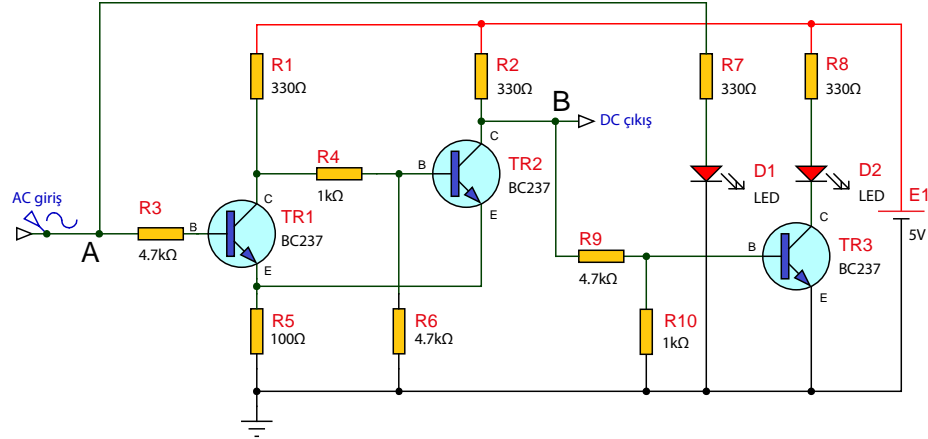 R1
330Ω
R2
330Ω
B
DC çıkış
R7
330Ω
R8
330Ω
R4
1kΩ
B
C
E
TR2
BC237
D1
LED
D2
LED
E1
5V
AC giriş
A
R3
4.7kΩ
B
C
E
TR1
BC237
R9
4.7kΩ
B
C
E
TR3
BC237
R5
100Ω
R6
4.7kΩ
R10
1kΩ